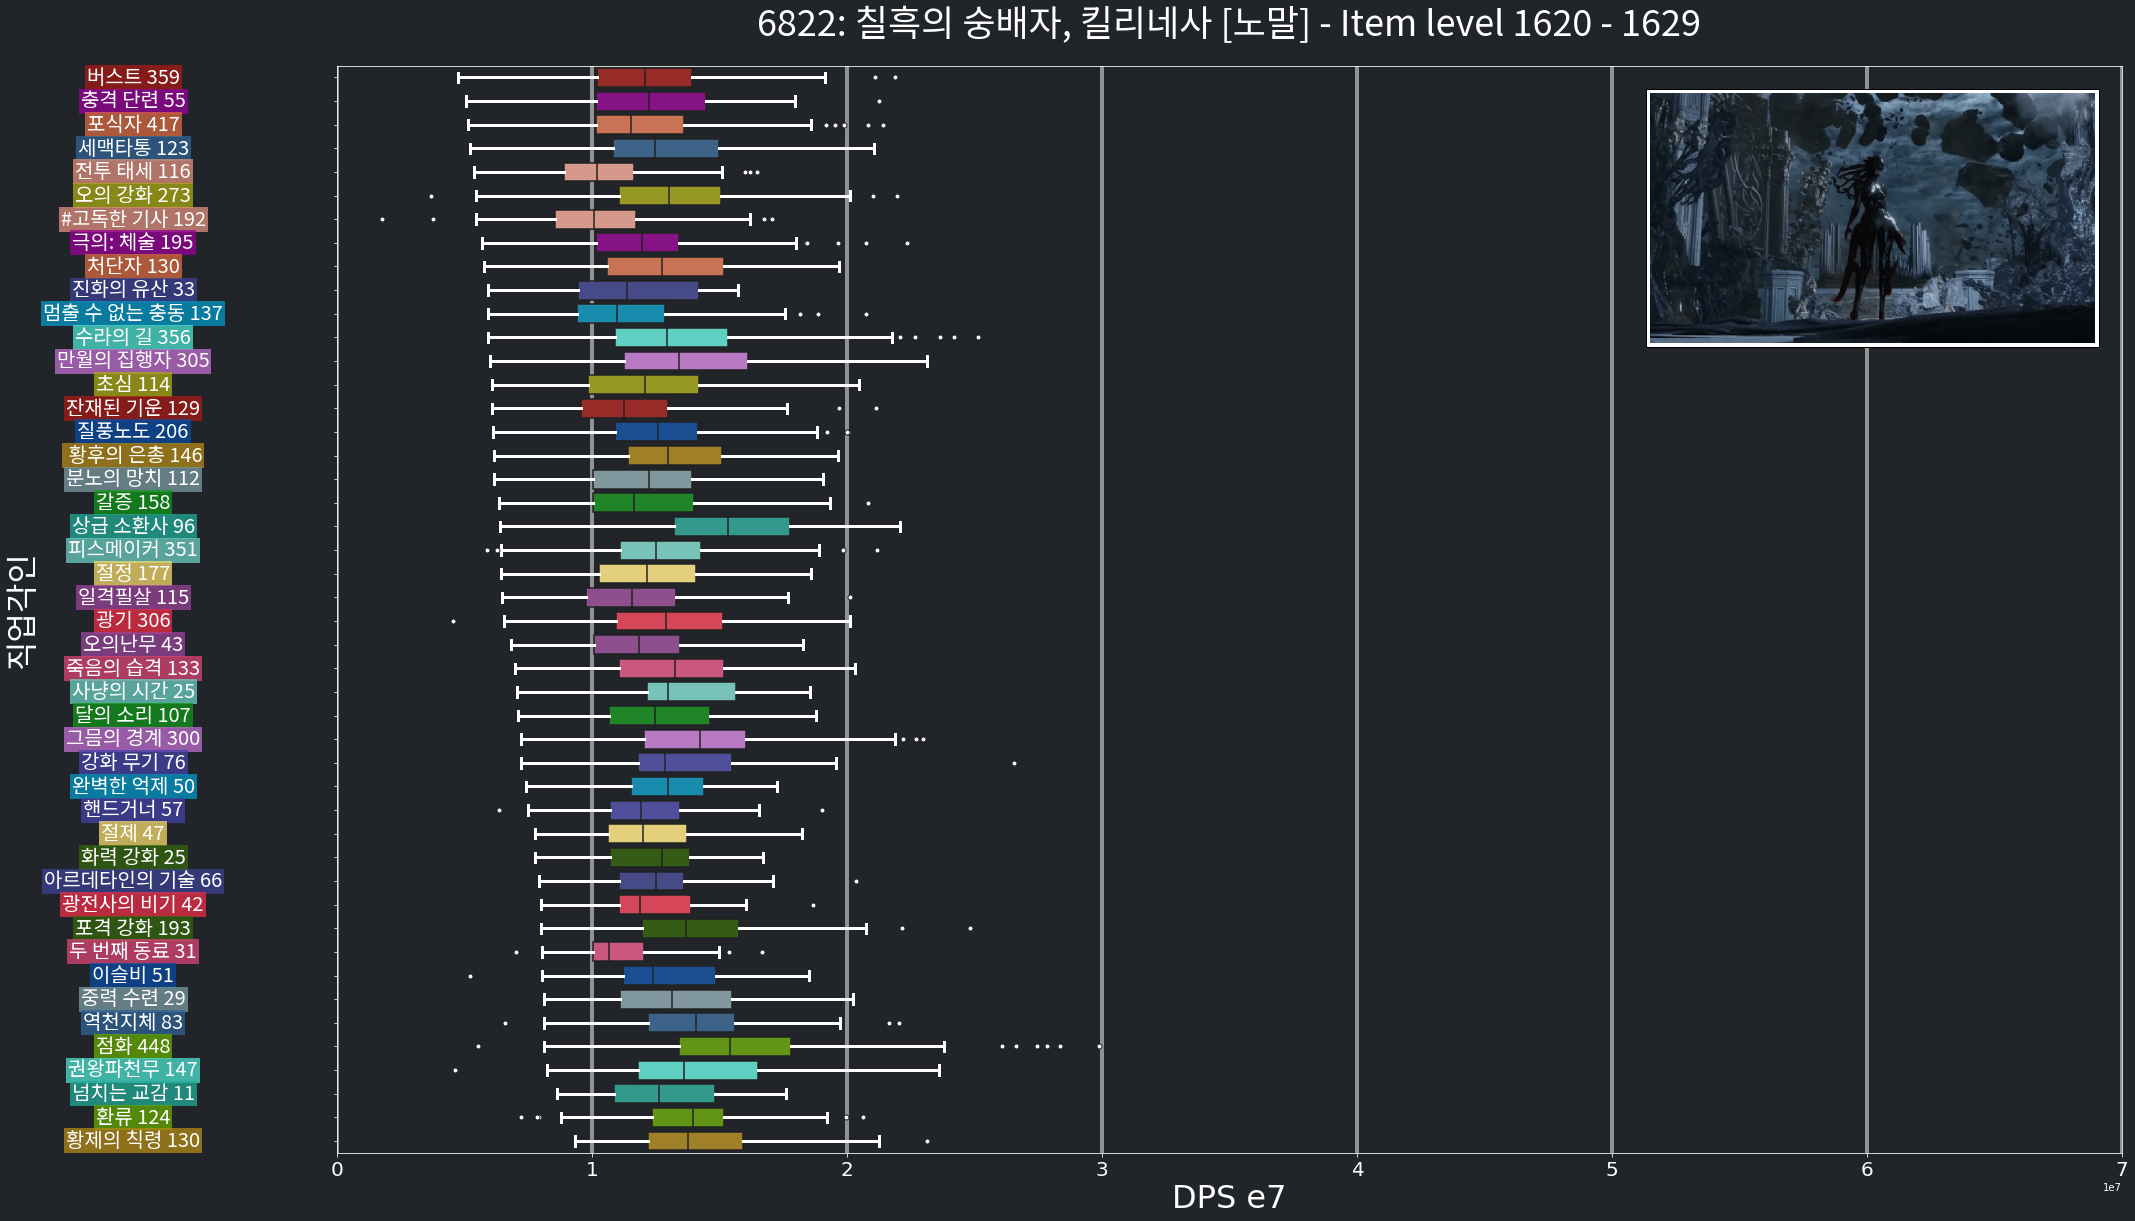 6822: 칠흑의 숭배자, 킬리네사 [노말] - Item level 1620 - 1629
버스트 359
충격 단련 55
포식자 417
세맥타통 123
전투 태세 116
오의 강화 273
#고독한 기사 192
극의: 체술 195
처단자 130
진화의 유산 33
멈출 수 없는 충동 137
수라의 길 356
만월의 집행자 305
초심 114
잔재된 기운 129
질풍노도 206
황후의 은총 146
분노의 망치 112
갈증 158
상급 소환사 96
피스메이커 351
절정 177
일격필살 115
광기 306
오의난무 43
죽음의 습격 133
사냥의 시간 25
달의 소리 107
그믐의 경계 300
강화 무기 76
완벽한 억제 50
핸드거너 57
절제 47
화력 강화 25
아르데타인의 기술 66
광전사의 비기 42
포격 강화 193
두 번째 동료 31
이슬비 51
중력 수련 29
역천지체 83
점화 448
권왕파천무 147
넘치는 교감 11
환류 124
황제의 칙령 130
직업각인
0 1 2 3 4 5 6 7
1e7
DPS e7